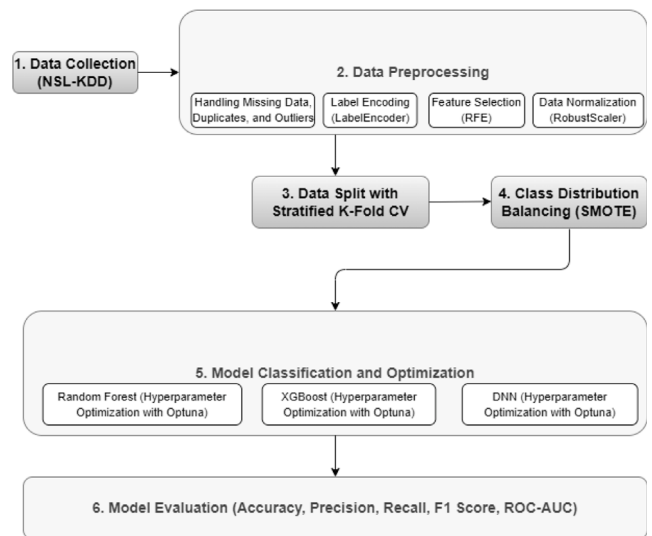 1. Data Collection
(NSL-KDD)
2. Data Preprocessing
Handling Missing Data,
Duplicates, and Outliers
Label Encoding
(LabelEncoder)
Feature Selection
(RFE)
Data Normalization
(RobustScaler)
3. Data Split with
Stratified K-Fold CV
4. Class Distribution
Balancing (SMOTE)
5. Model Classification and Optimization
Random Forest (Hyperparameter
Optimization with Optuna)
XGBoost (Hyperparameter
Optimization with Optuna)
DNN (Hyperparameter
Optimization with Optuna)
6. Model Evaluation (Accuracy, Precision, Recall, F1 Score, ROC-AUC)